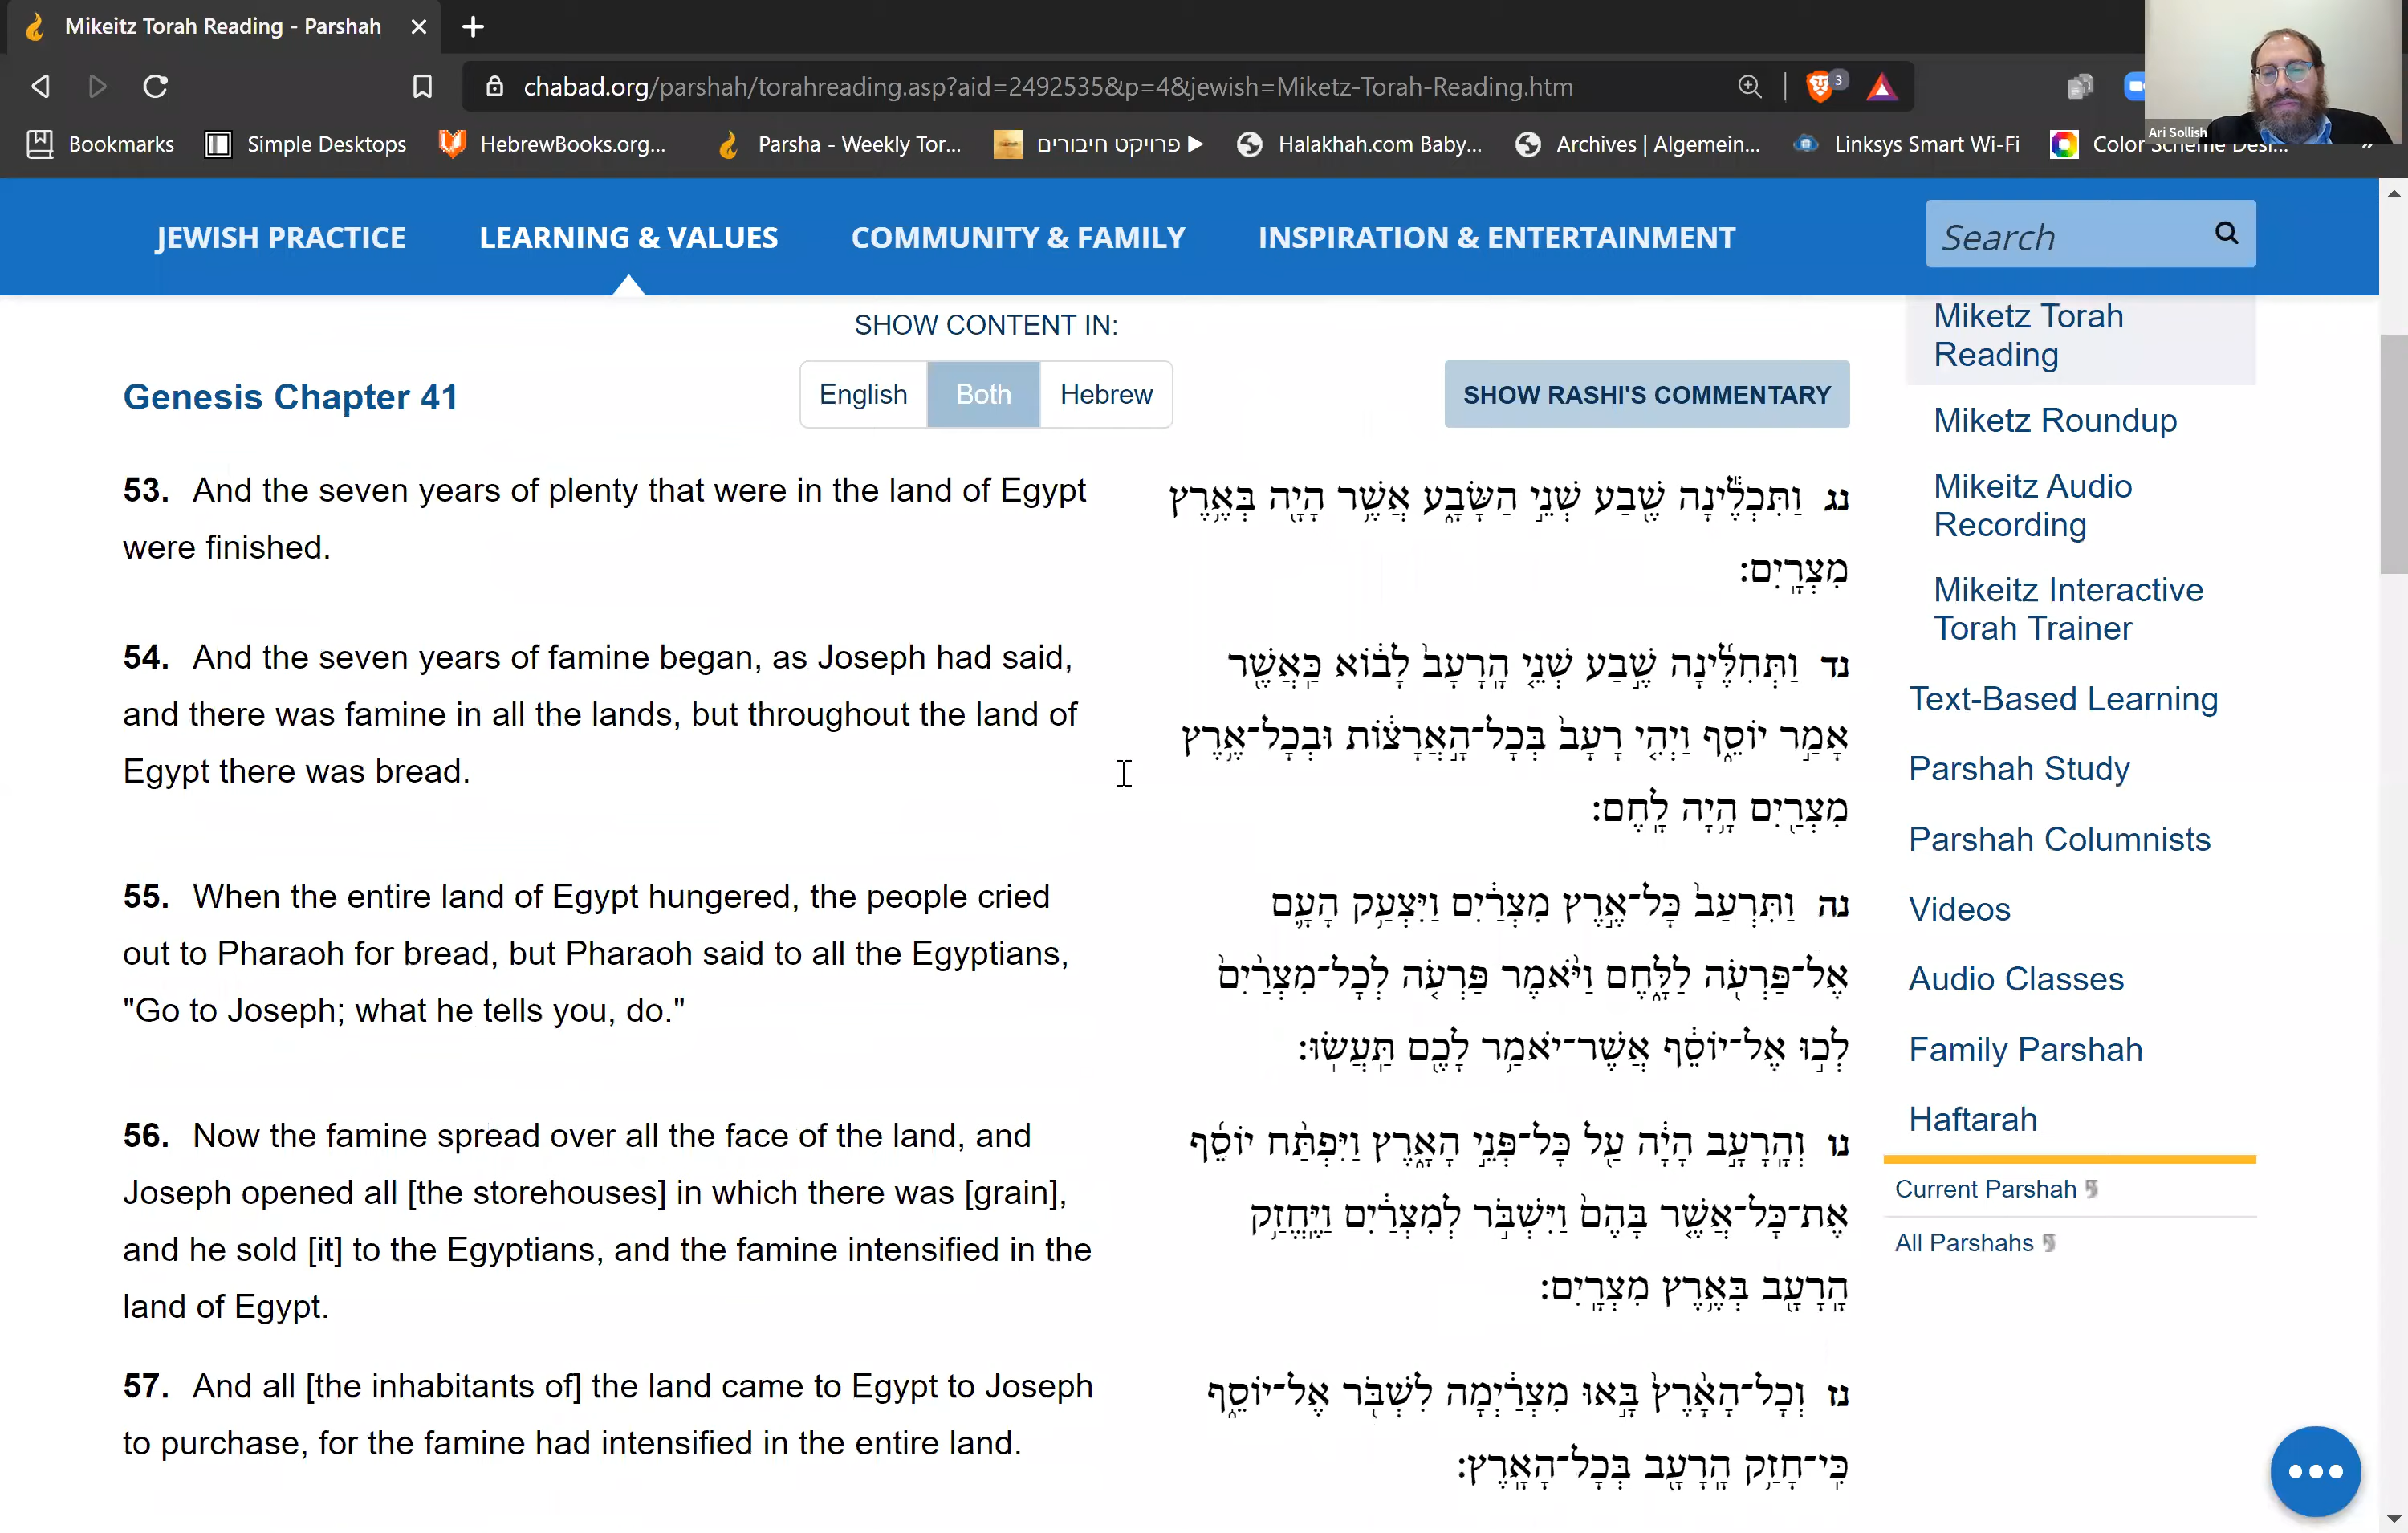 Mikeitz Torah Reading - Parshah
chabad.org/parshah/torahreading.asp?aid=2492535&p=4&jewish=Miketz-Torah-Reading.htm
3
Ari Sollish
Bookmarks
Simple Desktops
HebrewBooks.org...
Parsha - Weekly Tor...
פרויקט חיבורים
Halakhah.com Baby...
Archives | Algemein...
Linksys Smart Wi-Fi
Color Scheme Desi...
JEWISH PRACTICE
LEARNING & VALUES
COMMUNITY & FAMILY
INSPIRATION & ENTERTAINMENT
Search
SHOW CONTENT IN:
Genesis Chapter 41
English
Both
Hebrew
SHOW RASHI'S COMMENTARY
53. And the seven years of plenty that were in the land of Egypt
were finished.
נג וַתִּכְלֶ֕ינָה שֶׁ֖בַע שְׁנֵ֣י הַשָּׂבָ֑ע אֲשֶׁ֥ר הָיָ֖ה בְּאֶ֥רֶץ
מִצְרָֽיִם:
54. And the seven years of famine began, as Joseph had said,
and there was famine in all the lands, but throughout the land of
Egypt there was bread.
נד וַתְּחִלֶּ֜ינָה שֶׁ֣בַע שְׁנֵ֤י הָֽרָעָב֙ לָב֔וֹא כַּֽאֲשֶׁ֖ר
אָמַ֣ר יוֹסֵ֑ף וַיְהִ֤י רָעָב֙ בְּכָל־הָ֣אֲרָצ֔וֹת וּבְכָל־אֶ֥רֶץ
מִצְרַ֖יִם הָ֥יָה לָֽחֶם:
55. When the entire land of Egypt hungered, the people cried
out to Pharaoh for bread, but Pharaoh said to all the Egyptians,
"Go to Joseph; what he tells you, do."
נה וַתִּרְעַב֙ כָּל־אֶ֣רֶץ מִצְרַ֔יִם וַיִּצְעַ֥ק הָעָ֛ם
אֶל־פַּרְעֹ֖ה לַלָּ֑חֶם וַיֹּ֨אמֶר פַּרְעֹ֤ה לְכָל־מִצְרַ֨יִם֙
לְכ֣וּ אֶל־יוֹסֵ֔ף אֲשֶׁר־יֹאמַ֥ר לָכֶ֖ם תַּֽעֲשֽׂוּ:
56. Now the famine spread over all the face of the land, and
Joseph opened all [the storehouses] in which there was [grain],
and he sold [it] to the Egyptians, and the famine intensified in the
land of Egypt.
נו וְהָֽרָעָ֣ב הָיָ֔ה עַ֖ל כָּל־פְּנֵ֣י הָאָ֑רֶץ וַיִּפְתַּ֨ח יוֹסֵ֜ף
אֶת־כָּל־אֲשֶׁ֤ר בָּהֶם֙ וַיִּשְׁבֹּ֣ר לְמִצְרַ֔יִם וַיֶּֽחֱזַ֥ק
הָֽרָעָ֖ב בְּאֶ֥רֶץ מִצְרָֽיִם:
57. And all [the inhabitants of] the land came to Egypt to Joseph
to purchase, for the famine had intensified in the entire land.
נז וְכָל־הָאָ֨רֶץ֙ בָּ֣אוּ מִצְרַ֔יְמָה לִשְׁבֹּ֖ר אֶל־יוֹסֵ֑ף
כִּֽי־חָזַ֥ק הָֽרָעָ֖ב בְּכָל־הָאָֽרֶץ:
Miketz Torah
Reading
Miketz Roundup
Mikeitz Audio
Recording
Mikeitz Interactive
Torah Trainer
Text-Based Learning
Parshah Study
Parshah Columnists
Videos
Audio Classes
Family Parshah
Haftarah
Current Parshah
All Parshahs